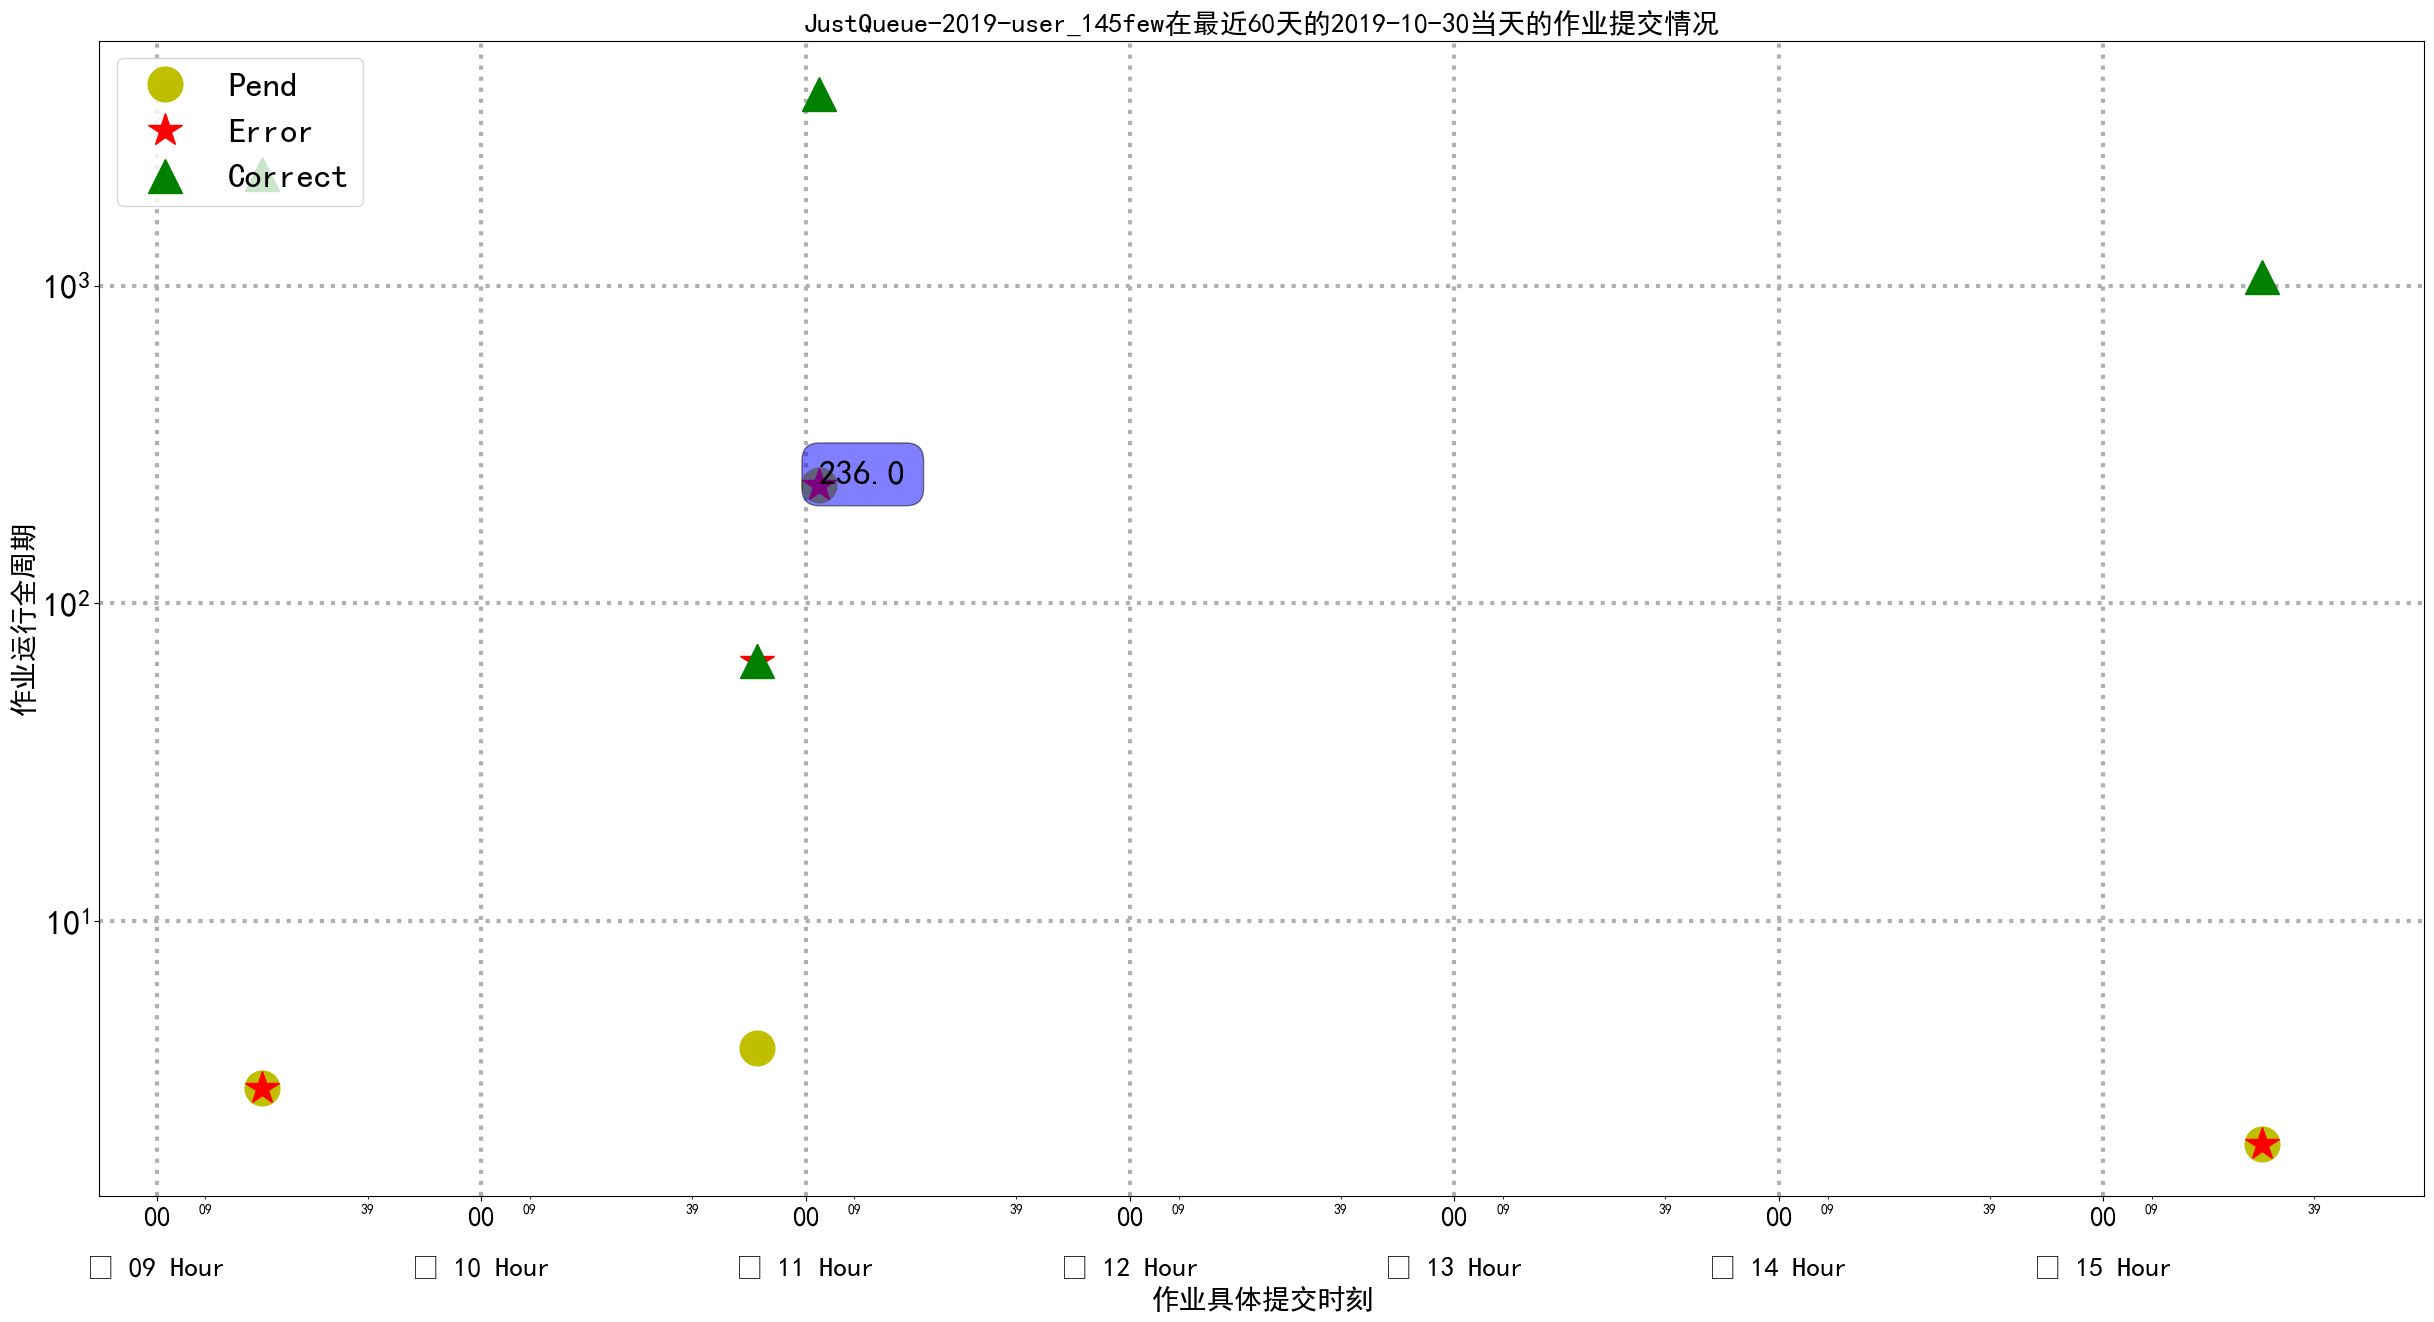 JustQueue-2019-user_145few在最近60天的2019-10-30当天的作业提交情况
Pend
Error
Correct
10³
236.0
10²
10¹
作业运行全周期
00 09 39 00 09 39 00 09 39 00 09 39 00 09 39 00 09 39 00 09 39
□ 09 Hour □ 10 Hour □ 11 Hour □ 12 Hour □ 13 Hour □ 14 Hour □ 15 Hour
作业具体提交时刻